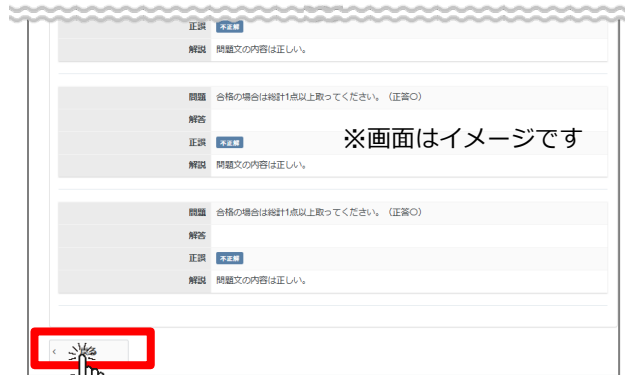 正誤 不正解
解説 問題文の内容は正しい。
問題 合格の場合は総計1点以上取ってください。（正答〇）
解答
※画面はイメージです
正誤 不正解
解説 問題文の内容は正しい。
問題 合格の場合は総計1点以上取ってください。（正答〇）
解答
正誤 不正解
解説 問題文の内容は正しい。